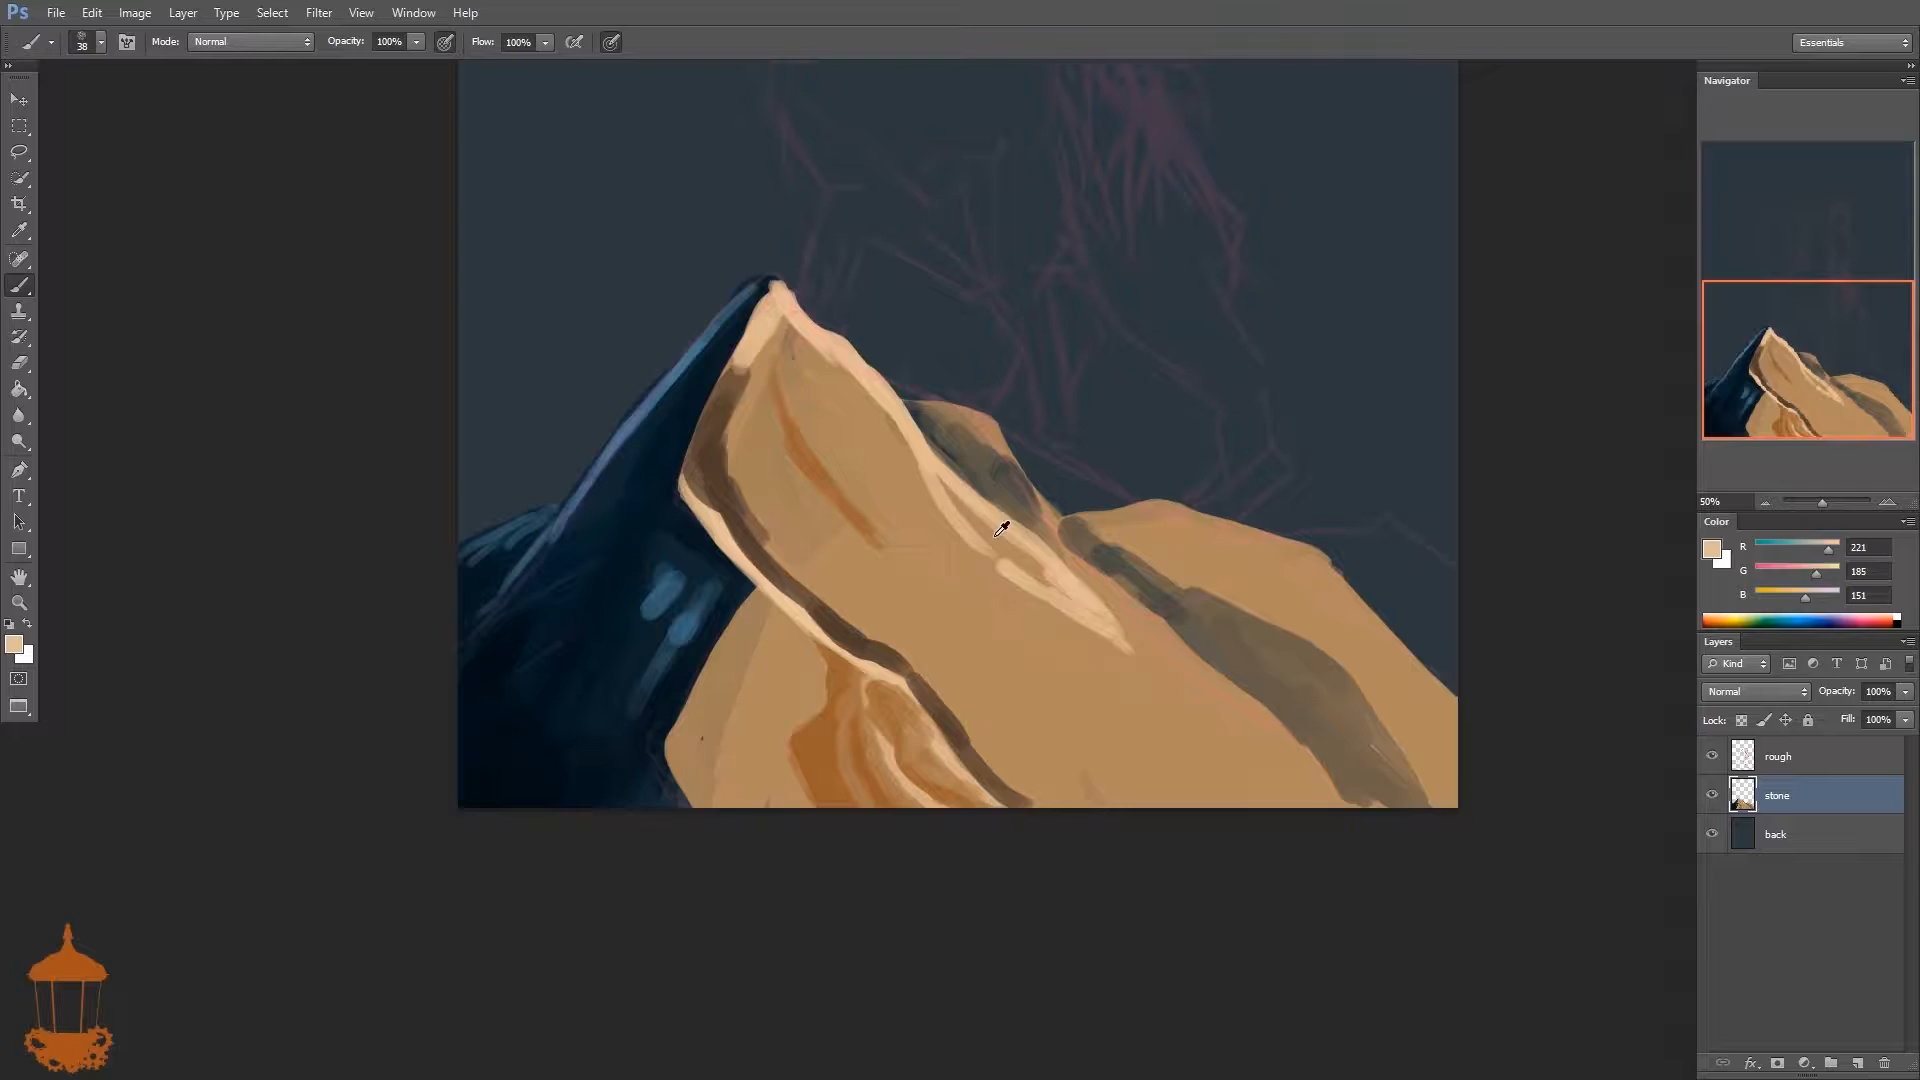 Ps File Edit Image Layer Type Select Filter View Window Help
38 Mode: Normal Opacity: 100% Flow: 100% Essentials
Navigator
50%
Color
R 221
G 185
B 151
Layers
Kind
Normal Opacity: 100%
Lock: Fill: 100%
rough
stone
back